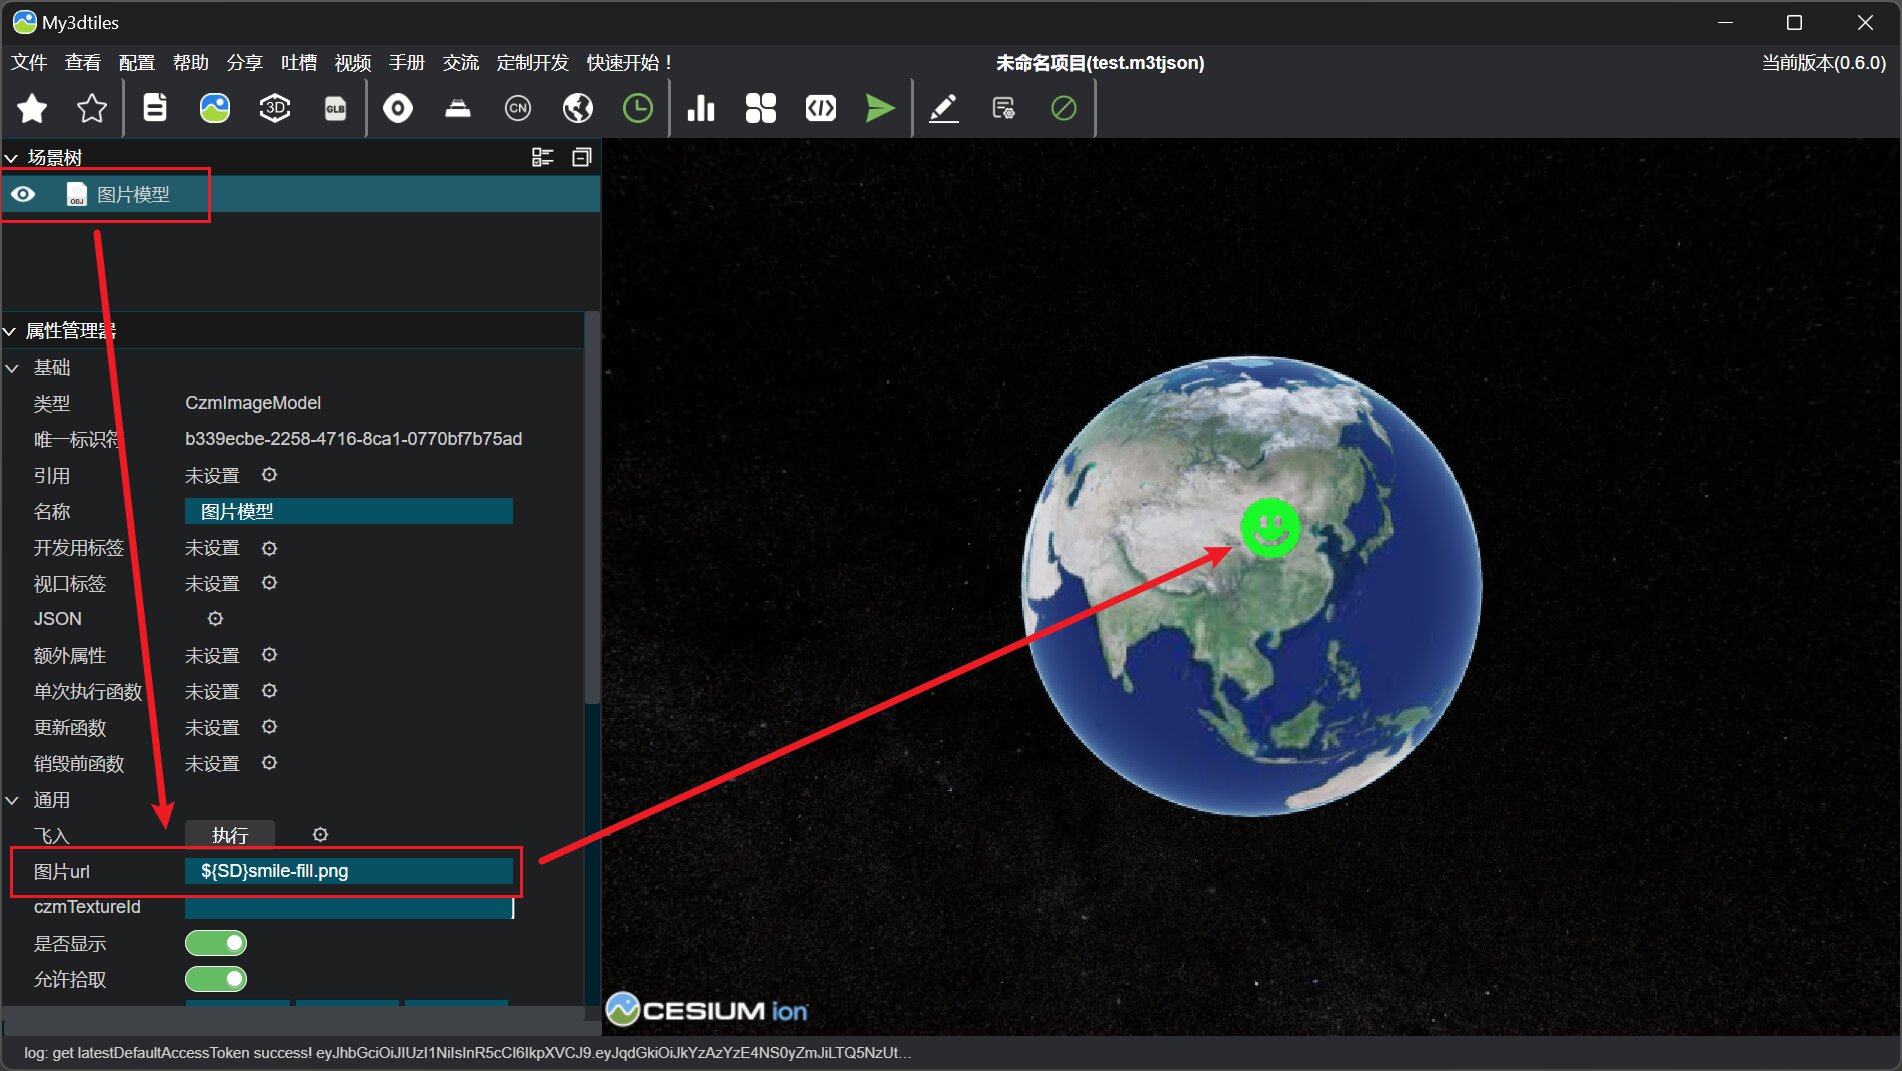 My3dtiles
文件 查看 配置 帮助 分享 吐槽 视频 手册 交流 定制开发 快速开始！ 未命名项目(test.m3tjson) 当前版本(0.6.0)
3D GLB CN
场景树
OBJ 图片模型
属性管理器
基础
类型 CzmImageModel
唯一标识符 b339ecbe-2258-4716-8ca1-0770bf7b75ad
引用 未设置
名称 图片模型
开发用标签 未设置
视口标签 未设置
JSON
额外属性 未设置
单次执行函数 未设置
更新函数 未设置
销毁前函数 未设置
通用
飞入 执行
图片url ${SD}smile-fill.png
czmTextureId
是否显示
允许拾取
CESIUM ion
log: get latestDefaultAccessToken success!